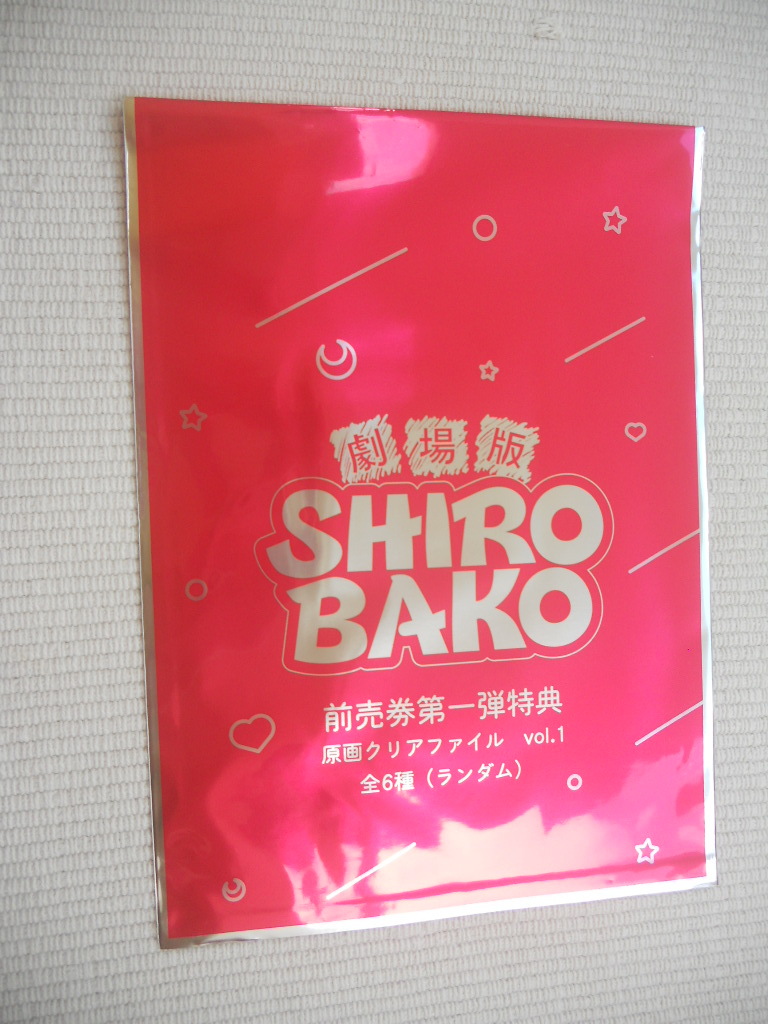 劇場版
SHIRO
BAKO
前売券第一弾特典
原画クリアファイル vol.1
全6種（ランダム）